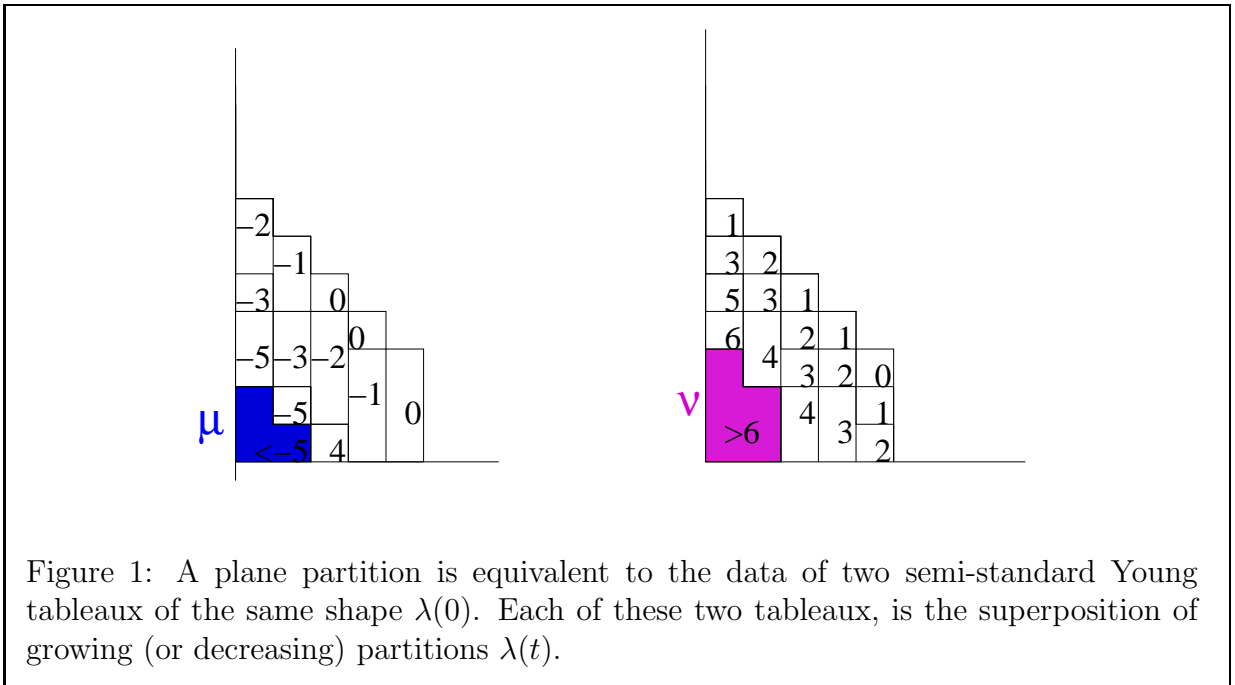 −2
−1
−3 0
0
−5 −3 −2
−1
−5 0
μ
<−5 4
1
3 2
5 3 1
6 2 1
4
3 2 0
ν
4 1
>6 3
2
Figure 1: A plane partition is equivalent to the data of two semi-standard Young
tableaux of the same shape λ(0). Each of these two tableaux, is the superposition of
growing (or decreasing) partitions λ(t).